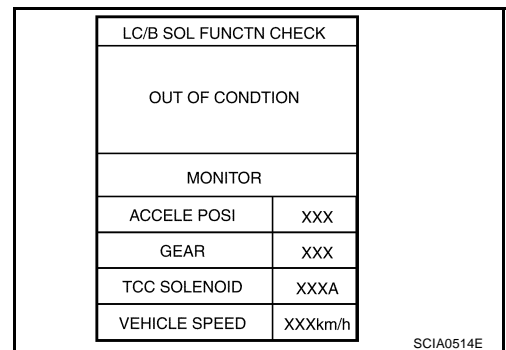 LC/B SOL FUNCTN CHECK
OUT OF CONDTION
MONITOR
ACCELE POSI XXX
GEAR XXX
TCC SOLENOID XXXA
VEHICLE SPEED XXXkm/h
SCIA0514E